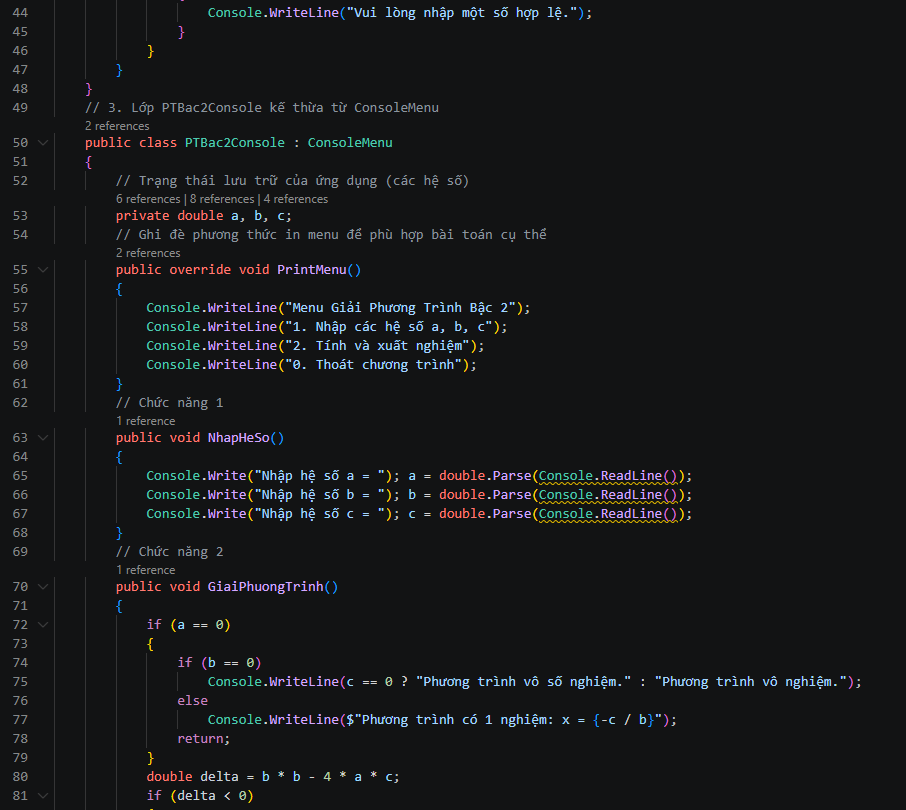 44 Console.WriteLine("Vui lòng nhập một số hợp lệ.");
45 }
46 }
47 }
48 }
49 // 3. Lớp PTBac2Console kế thừa từ ConsoleMenu
2 references
50 public class PTBac2Console : ConsoleMenu
51 {
52 // Trạng thái lưu trữ của ứng dụng (các hệ số)
6 references | 8 references | 4 references
53 private double a, b, c;
54 // Ghi đè phương thức in menu để phù hợp bài toán cụ thể
2 references
55 public override void PrintMenu()
56 {
57 Console.WriteLine("Menu Giải Phương Trình Bậc 2");
58 Console.WriteLine("1. Nhập các hệ số a, b, c");
59 Console.WriteLine("2. Tính và xuất nghiệm");
60 Console.WriteLine("0. Thoát chương trình");
61 }
62 // Chức năng 1
1 reference
63 public void NhapHeSo()
64 {
65 Console.Write("Nhập hệ số a = "); a = double.Parse(Console.ReadLine());
66 Console.Write("Nhập hệ số b = "); b = double.Parse(Console.ReadLine());
67 Console.Write("Nhập hệ số c = "); c = double.Parse(Console.ReadLine());
68 }
69 // Chức năng 2
1 reference
70 public void GiaiPhuongTrinh()
71 {
72 if (a == 0)
73 {
74 if (b == 0)
75 Console.WriteLine(c == 0 ? "Phương trình vô số nghiệm." : "Phương trình vô nghiệm.");
76 else
77 Console.WriteLine($"Phương trình có 1 nghiệm: x = {-c / b}");
78 return;
79 }
80 double delta = b * b - 4 * a * c;
81 if (delta < 0)